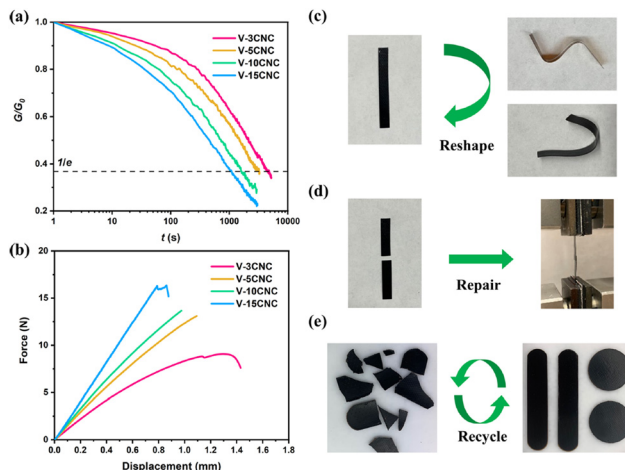 (a)
1.0
0.8
0.6
0.4
0.2
G/G0
1/e
V-3CNC
V-5CNC
V-10CNC
V-15CNC
1
10
100
1000
10000
t (s)
(b)
20
15
10
5
0
Force (N)
V-3CNC
V-5CNC
V-10CNC
V-15CNC
0.0
0.2
0.4
0.6
0.8
1.0
1.2
1.4
1.6
1.8
Displacement (mm)
(c)
Reshape
(d)
Repair
(e)
Recycle